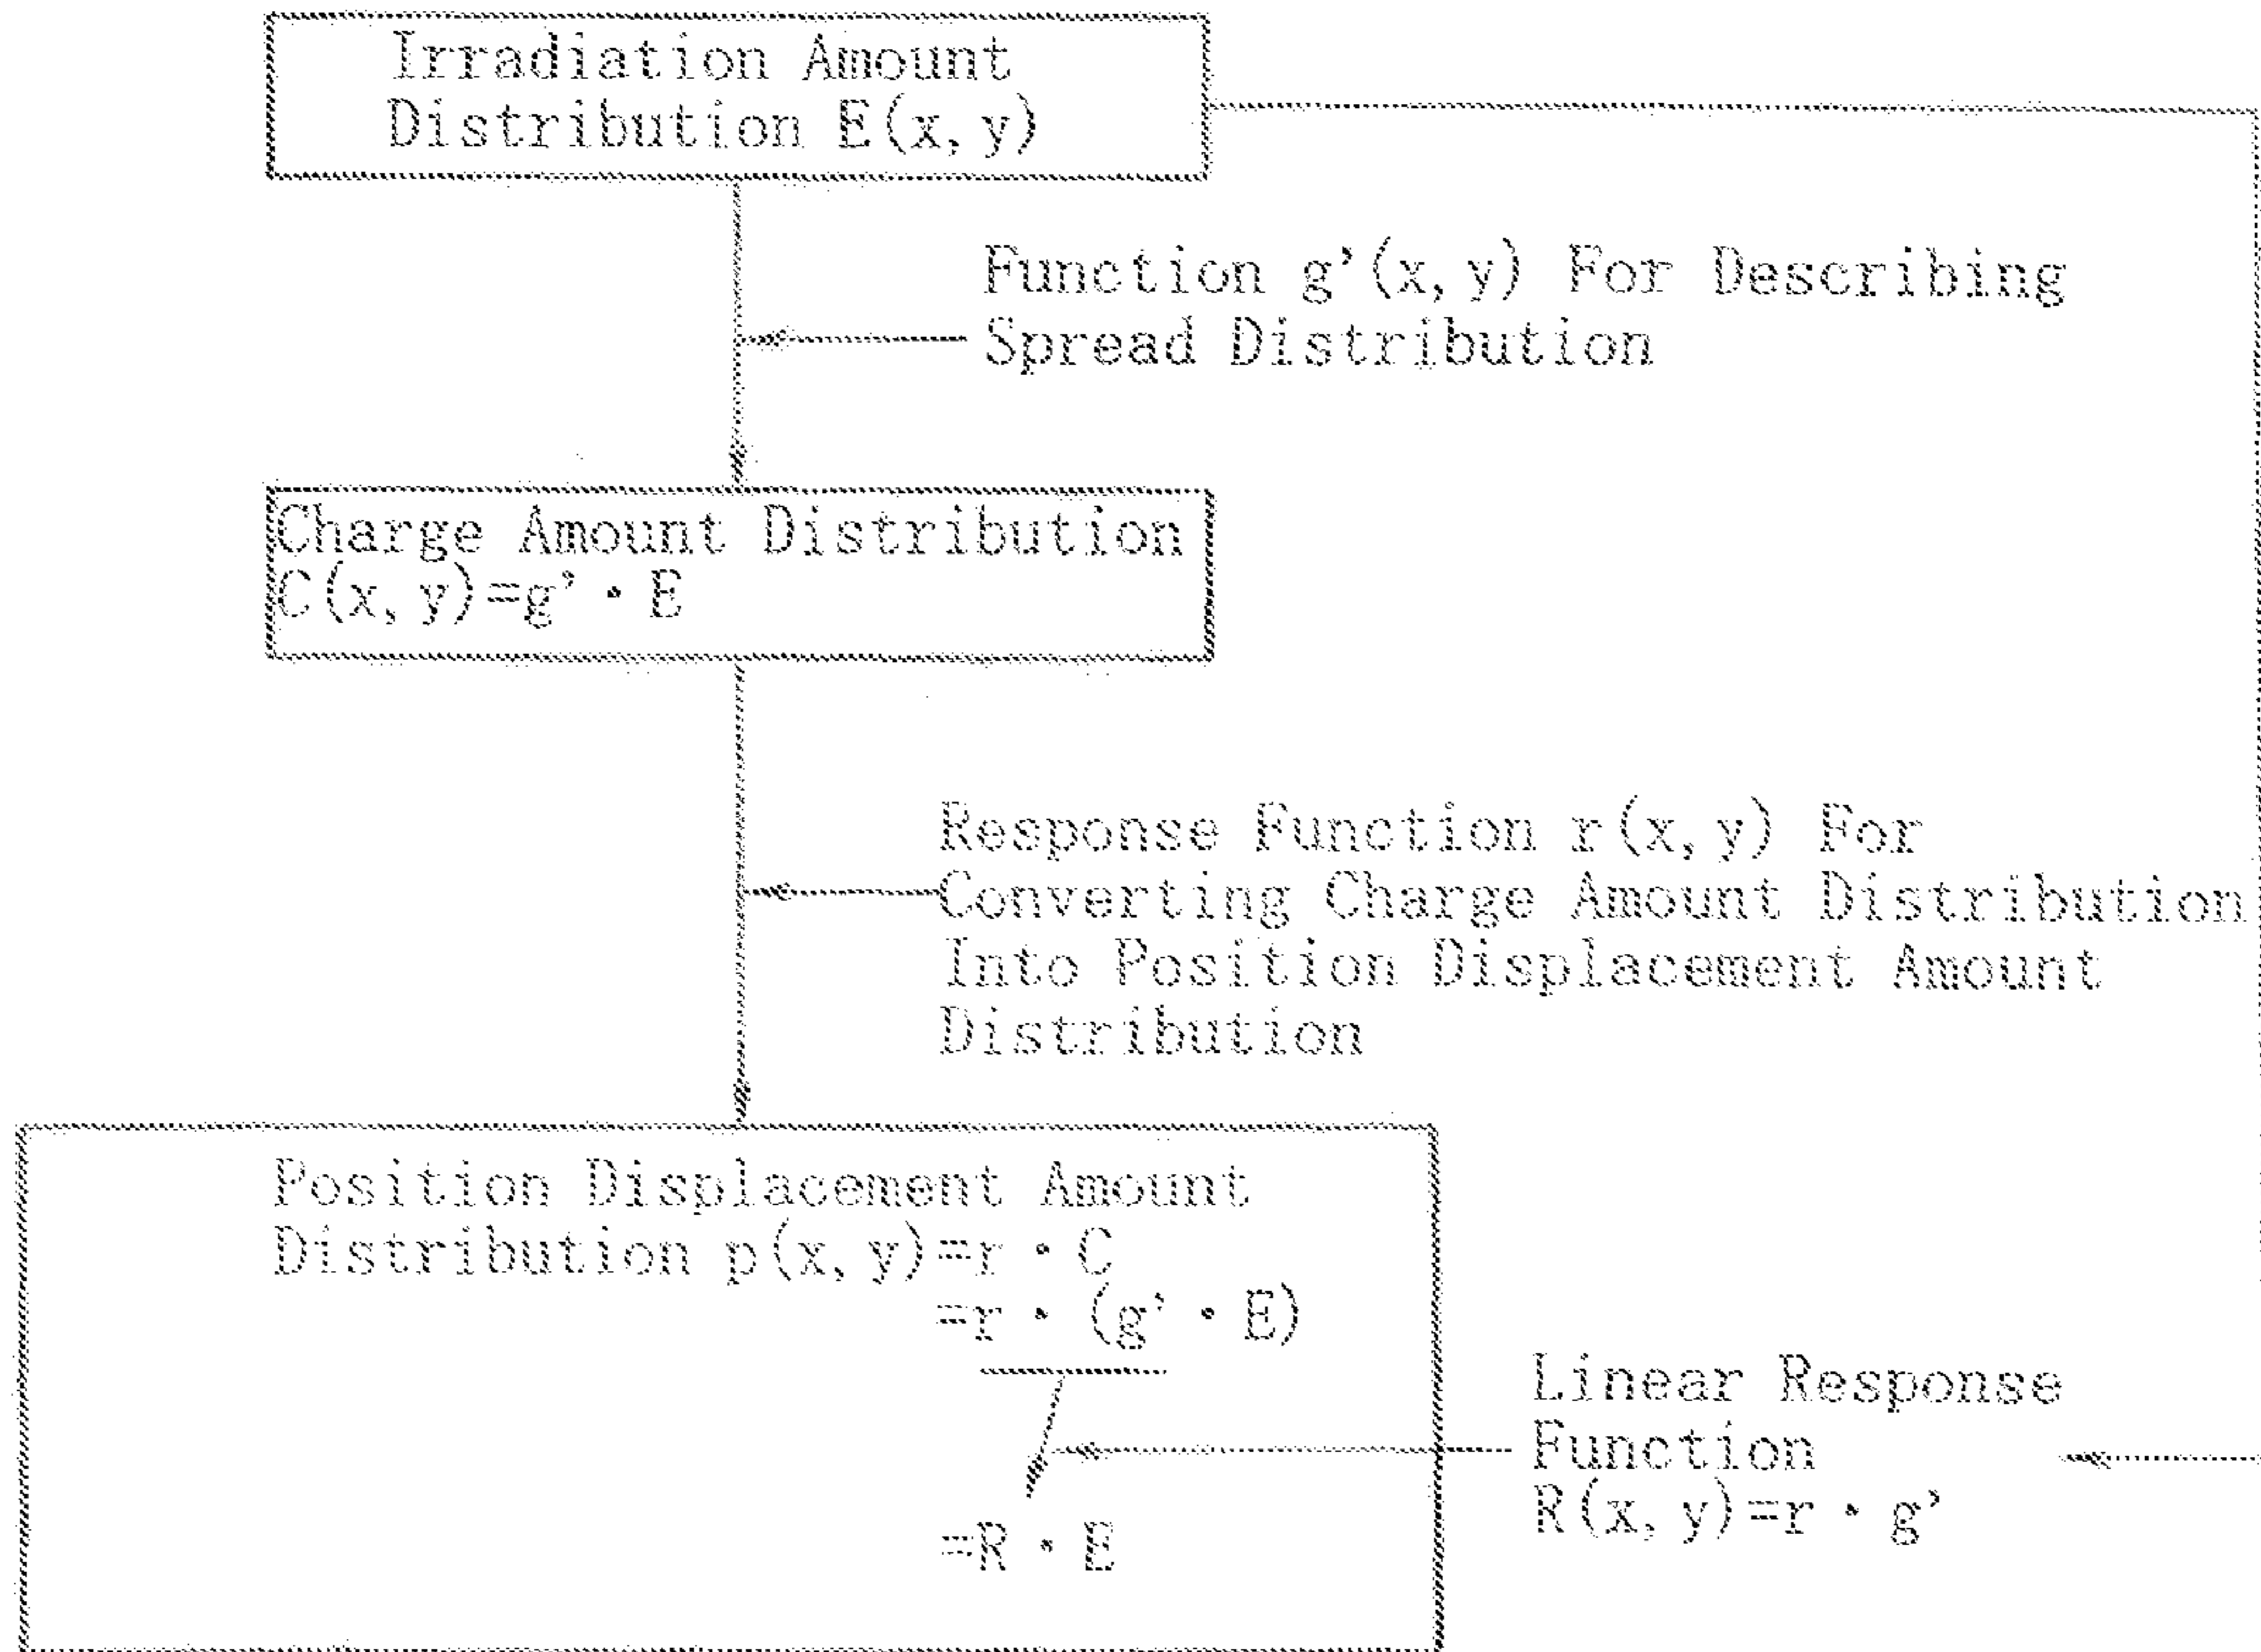 Irradiation Amount
Distribution E(x, y)
Function g'(x, y) For Describing
Spread Distribution
Charge Amount Distribution
C(x, y)=g'・E
Response Function r(x, y) For
Converting Charge Amount Distribution
Into Position Displacement Amount
Distribution
Position Displacement Amount
Distribution p(x, y)=r・C
=r・(g'・E)
Linear Response
Function
R(x, y)=r・g'
=R・E